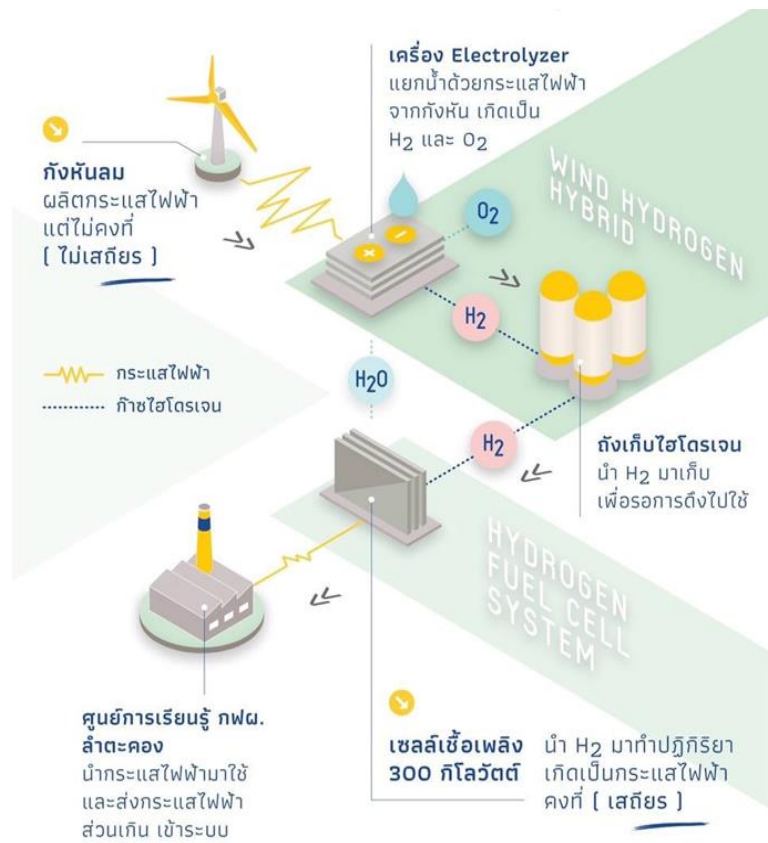 เครื่อง Electrolyzer
แยกน้ำด้วยกระแสไฟฟ้า
จากกังหัน เกิดเป็น
H2 และ O2
กังหันลม
ผลิตกระแสไฟฟ้า
แต่ไม่คงที่
( ไม่เสถียร )
WIND HYDROGEN
HYBRID
O2
H2
กระแสไฟฟ้า
ก๊าซไฮโดรเจน
H2O
H2
ถังเก็บไฮโดรเจน
นำ H2 มาเก็บ
เพื่อรอการดึงไปใช้
HYDROGEN
FUEL CELL
SYSTEM
ศูนย์การเรียนรู้ กฟผ.
ลำตะคอง
นำกระแสไฟฟ้ามาใช้
และส่งกระแสไฟฟ้า
ส่วนเกิน เข้าระบบ
เซลล์เชื้อเพลิง
300 กิโลวัตต์
นำ H2 มาทำปฏิกิริยา
เกิดเป็นกระแสไฟฟ้า
คงที่ ( เสถียร )